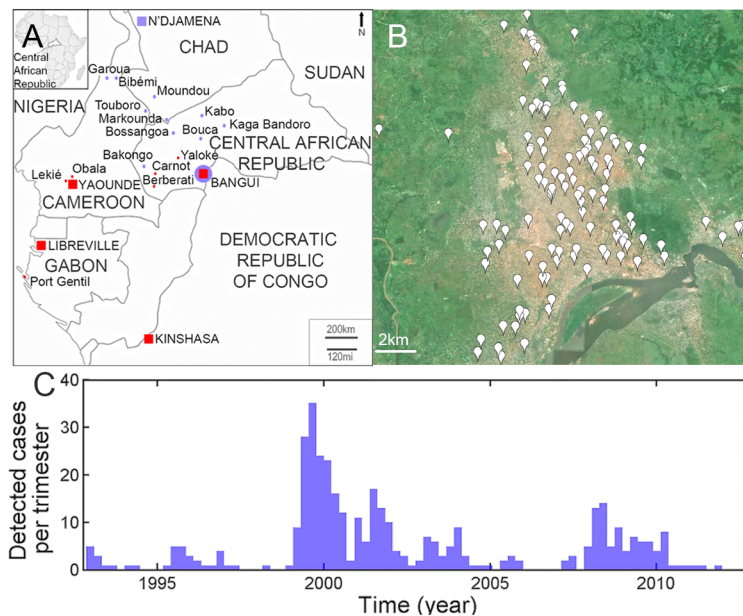 A
N'DJAMENA
N
CHAD
Central
African
Republic
SUDAN
Garoua
Bibémi
NIGERIA
Moundou
Touboro
Markounda
Kabo
Bossangoa
Bouca
Kaga Bandoro
CENTRAL AFRICAN
REPUBLIC
Bakongo
Yaloké
Carnot
Obala
Lekié
Berberati
YAOUNDE
BANGUI
CAMEROON
LIBREVILLE
DEMOCRATIC
REPUBLIC
OF CONGO
GABON
Port Gentil
200km
KINSHASA
120mi
B
2km
C
Detected cases
per trimester
40
30
20
10
0
1995
2000
2005
2010
Time (year)